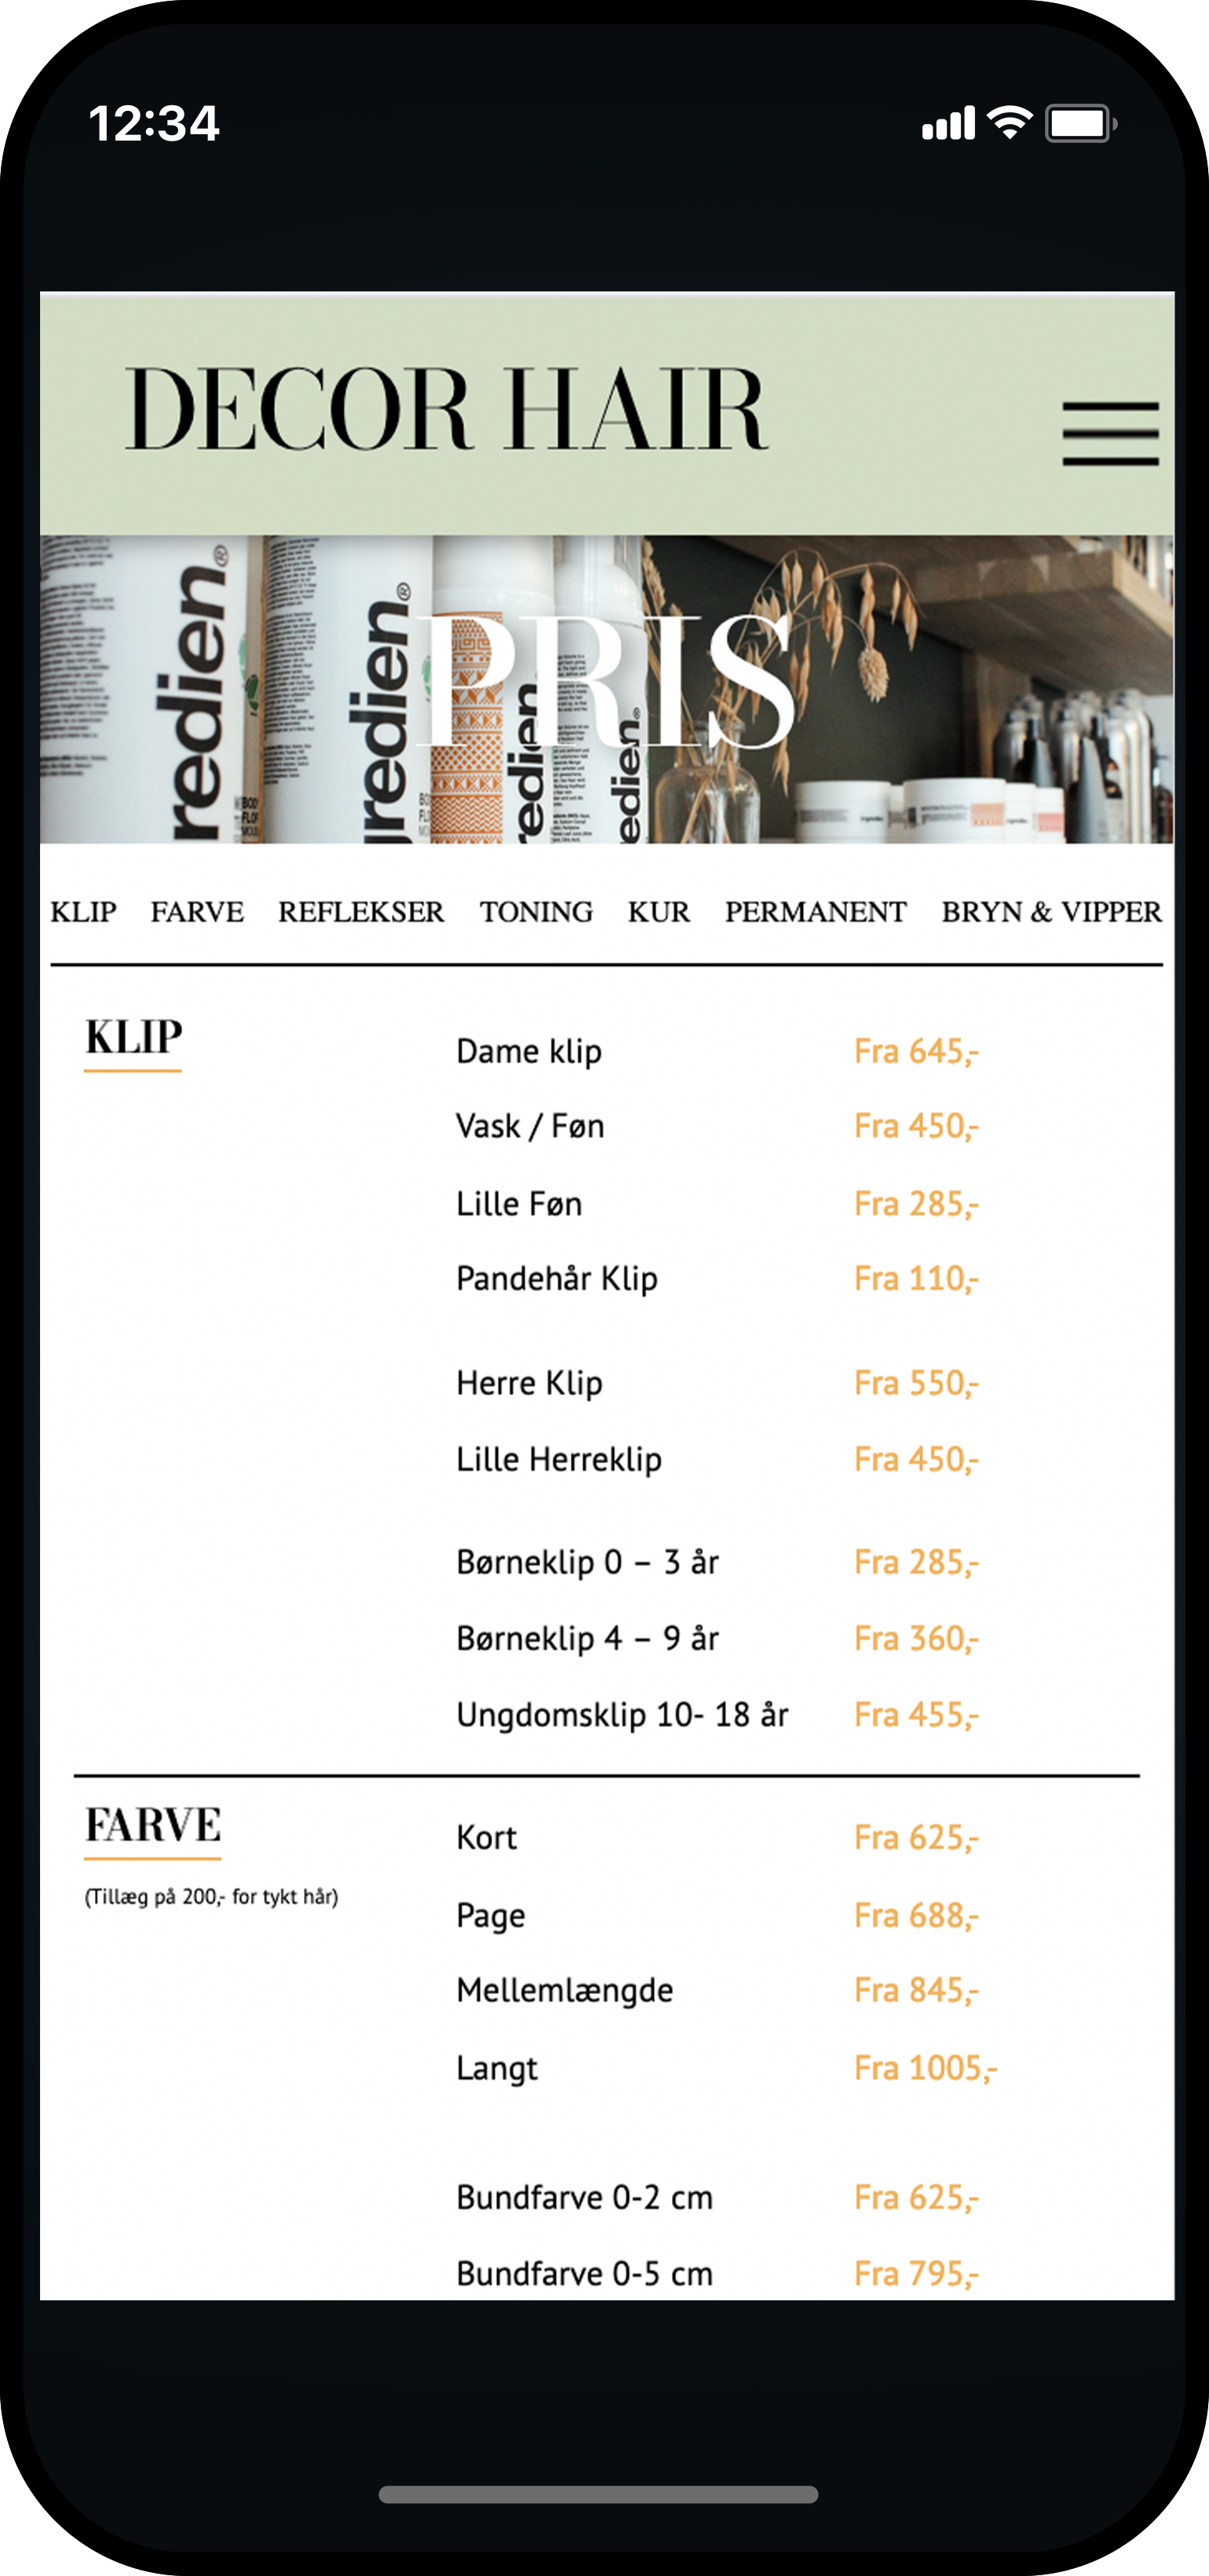 12:34
DECOR HAIR
redien®
redien®
redien
redien®
PRIS
KLIP FARVE REFLEKSER TONING KUR PERMANENT BRYN & VIPPER
KLIP
Dame klip Fra 645,-
Vask / Føn Fra 450,-
Lille Føn Fra 285,-
Pandehår Klip Fra 110,-
Herre Klip Fra 550,-
Lille Herreklip Fra 450,-
Børneklip 0 – 3 år Fra 285,-
Børneklip 4 – 9 år Fra 360,-
Ungdomsklip 10- 18 år Fra 455,-
FARVE
(Tillæg på 200,- for tykt hår)
Kort Fra 625,-
Page Fra 688,-
Mellemlængde Fra 845,-
Langt Fra 1005,-
Bundfarve 0-2 cm Fra 625,-
Bundfarve 0-5 cm Fra 795,-